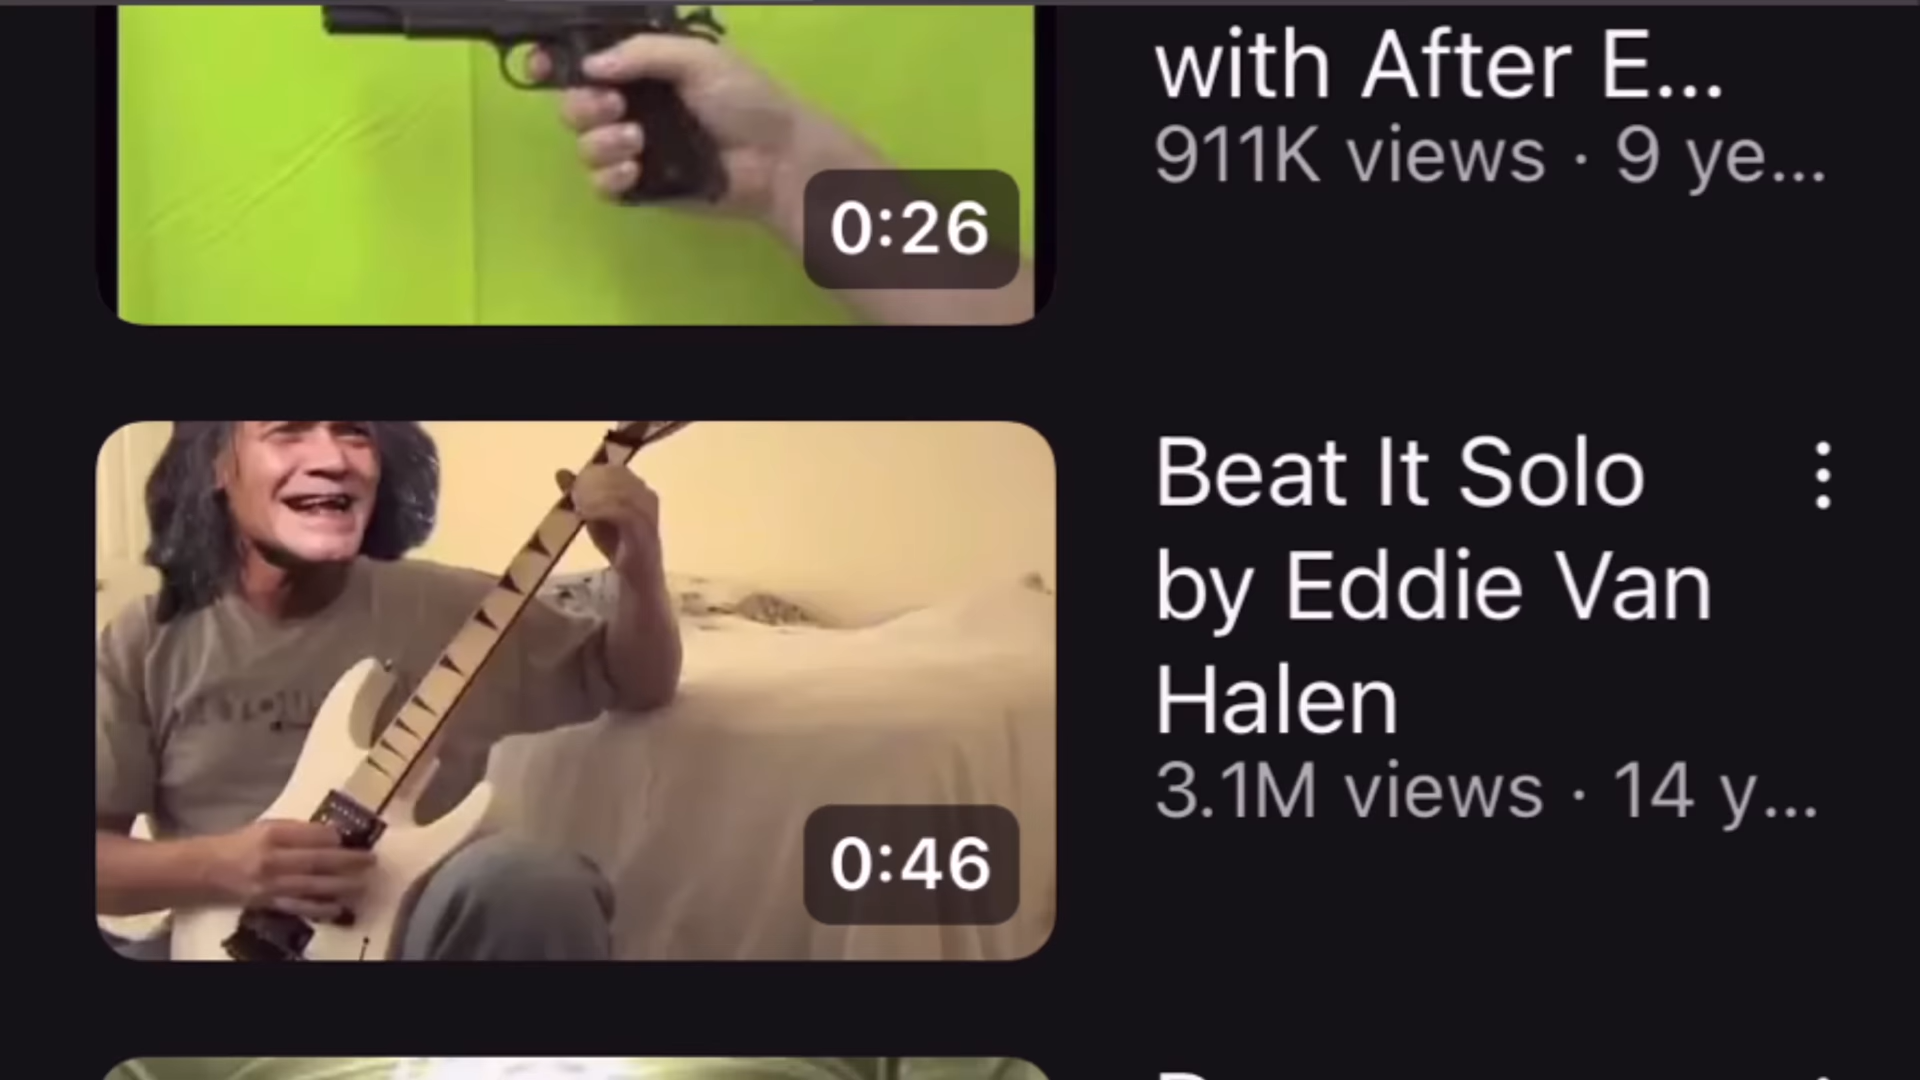 with After E...
911K views · 9 ye...
0:26
Beat It Solo
by Eddie Van
Halen
3.1M views · 14 y...
0:46